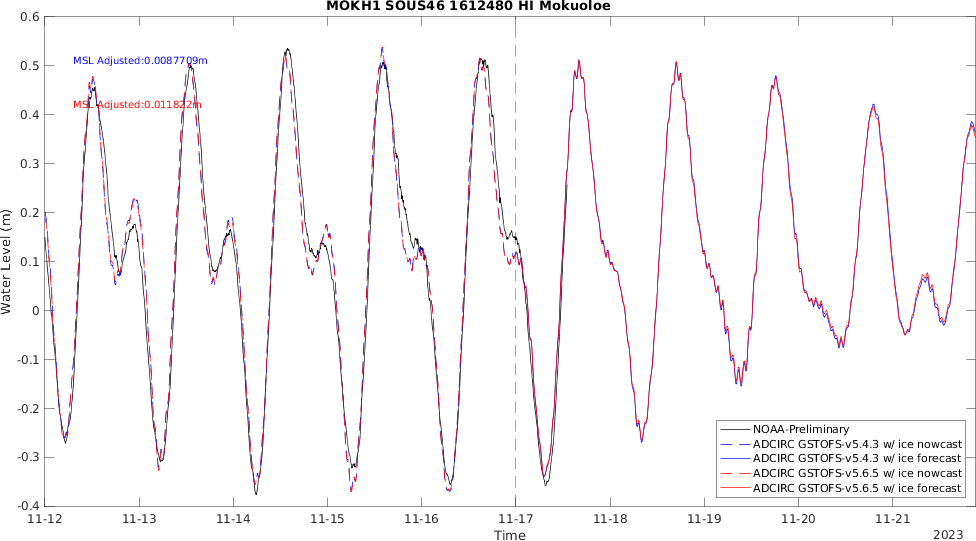 MOKH1 SOUS46 1612480 HI Mokuoloe
0.6
0.5
0.4
0.3
0.2
0.1
0
-0.1
-0.2
-0.3
-0.4
Water Level (m)
MSL Adjusted:0.0087709m
MSL Adjusted:0.011822m
NOAA-Preliminary
ADCIRC GSTOFS-v5.4.3 w/ ice nowcast
ADCIRC GSTOFS-v5.4.3 w/ ice forecast
ADCIRC GSTOFS-v5.6.5 w/ ice nowcast
ADCIRC GSTOFS-v5.6.5 w/ ice forecast
11-12 11-13 11-14 11-15 11-16 11-17 11-18 11-19 11-20 11-21
Time
2023